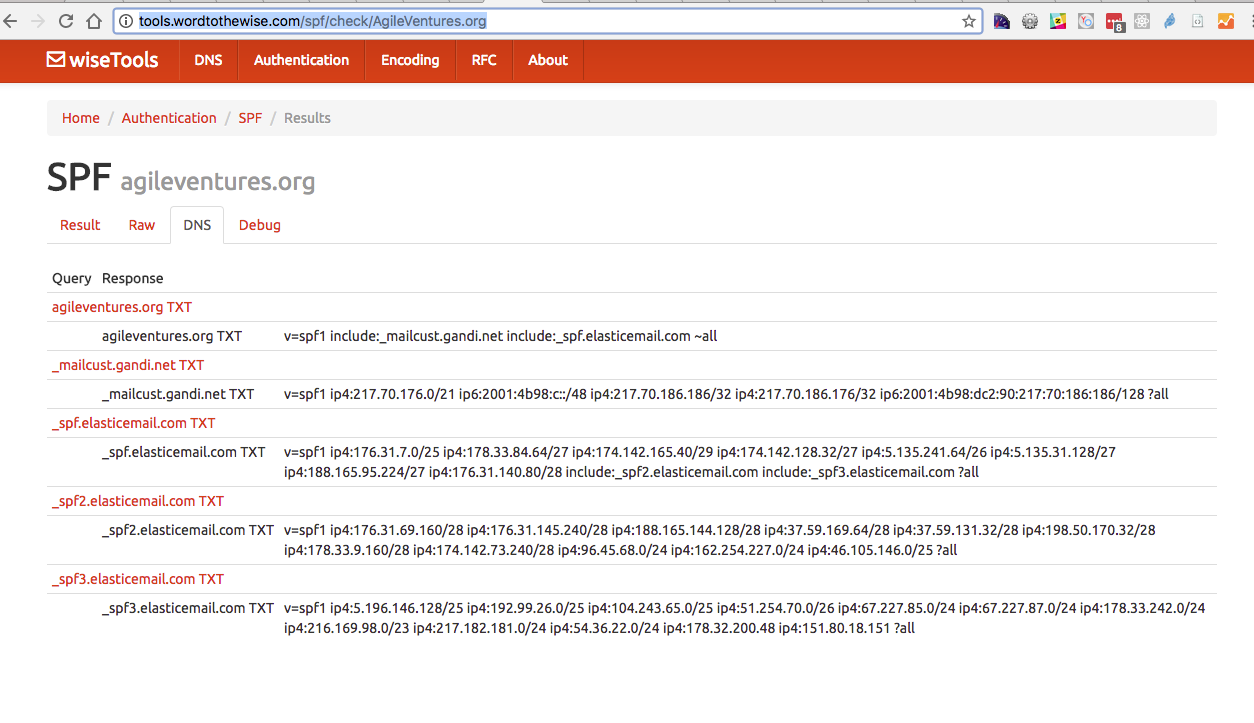 tools.wordtothewise.com/spf/check/AgileVentures.org
8
wiseTools DNS Authentication Encoding RFC About
Home / Authentication / SPF / Results
SPF agileventures.org
Result Raw DNS Debug
Query Response
agileventures.org TXT
agileventures.org TXT v=spf1 include:_mailcust.gandi.net include:_spf.elasticemail.com ~all
_mailcust.gandi.net TXT
_mailcust.gandi.net TXT v=spf1 ip4:217.70.176.0/21 ip6:2001:4b98:c::/48 ip4:217.70.186.186/32 ip4:217.70.186.176/32 ip6:2001:4b98:dc2:90:217:70:186:186/128 ?all
_spf.elasticemail.com TXT
_spf.elasticemail.com TXT v=spf1 ip4:176.31.7.0/25 ip4:178.33.84.64/27 ip4:174.142.165.40/29 ip4:174.142.128.32/27 ip4:5.135.241.64/26 ip4:5.135.31.128/27
ip4:188.165.95.224/27 ip4:176.31.140.80/28 include:_spf2.elasticemail.com include:_spf3.elasticemail.com ?all
_spf2.elasticemail.com TXT
_spf2.elasticemail.com TXT v=spf1 ip4:176.31.69.160/28 ip4:176.31.145.240/28 ip4:188.165.144.128/28 ip4:37.59.169.64/28 ip4:37.59.131.32/28 ip4:198.50.170.32/28
ip4:178.33.9.160/28 ip4:174.142.73.240/28 ip4:96.45.68.0/24 ip4:162.254.227.0/24 ip4:46.105.146.0/25 ?all
_spf3.elasticemail.com TXT
_spf3.elasticemail.com TXT v=spf1 ip4:5.196.146.128/25 ip4:192.99.26.0/25 ip4:104.243.65.0/25 ip4:51.254.70.0/26 ip4:67.227.85.0/24 ip4:67.227.87.0/24 ip4:178.33.242.0/24
ip4:216.169.98.0/23 ip4:217.182.181.0/24 ip4:54.36.22.0/24 ip4:178.32.200.48 ip4:151.80.18.151 ?all